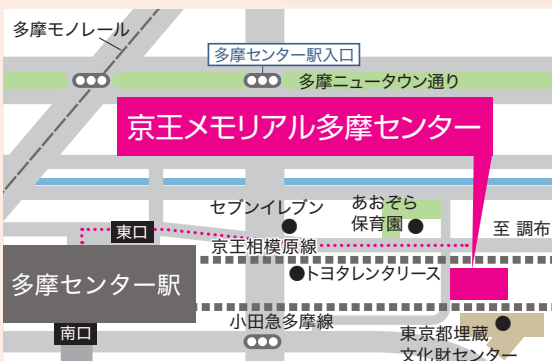 多摩モノレール
多摩センター駅入口
多摩ニュータウン通り
京王メモリアル多摩センター
セブンイレブン
あおぞら
保育園
至 調布
東口
京王相模原線
多摩センター駅
トヨタレンタリース
小田急多摩線
南口
東京都埋蔵
文化財センター